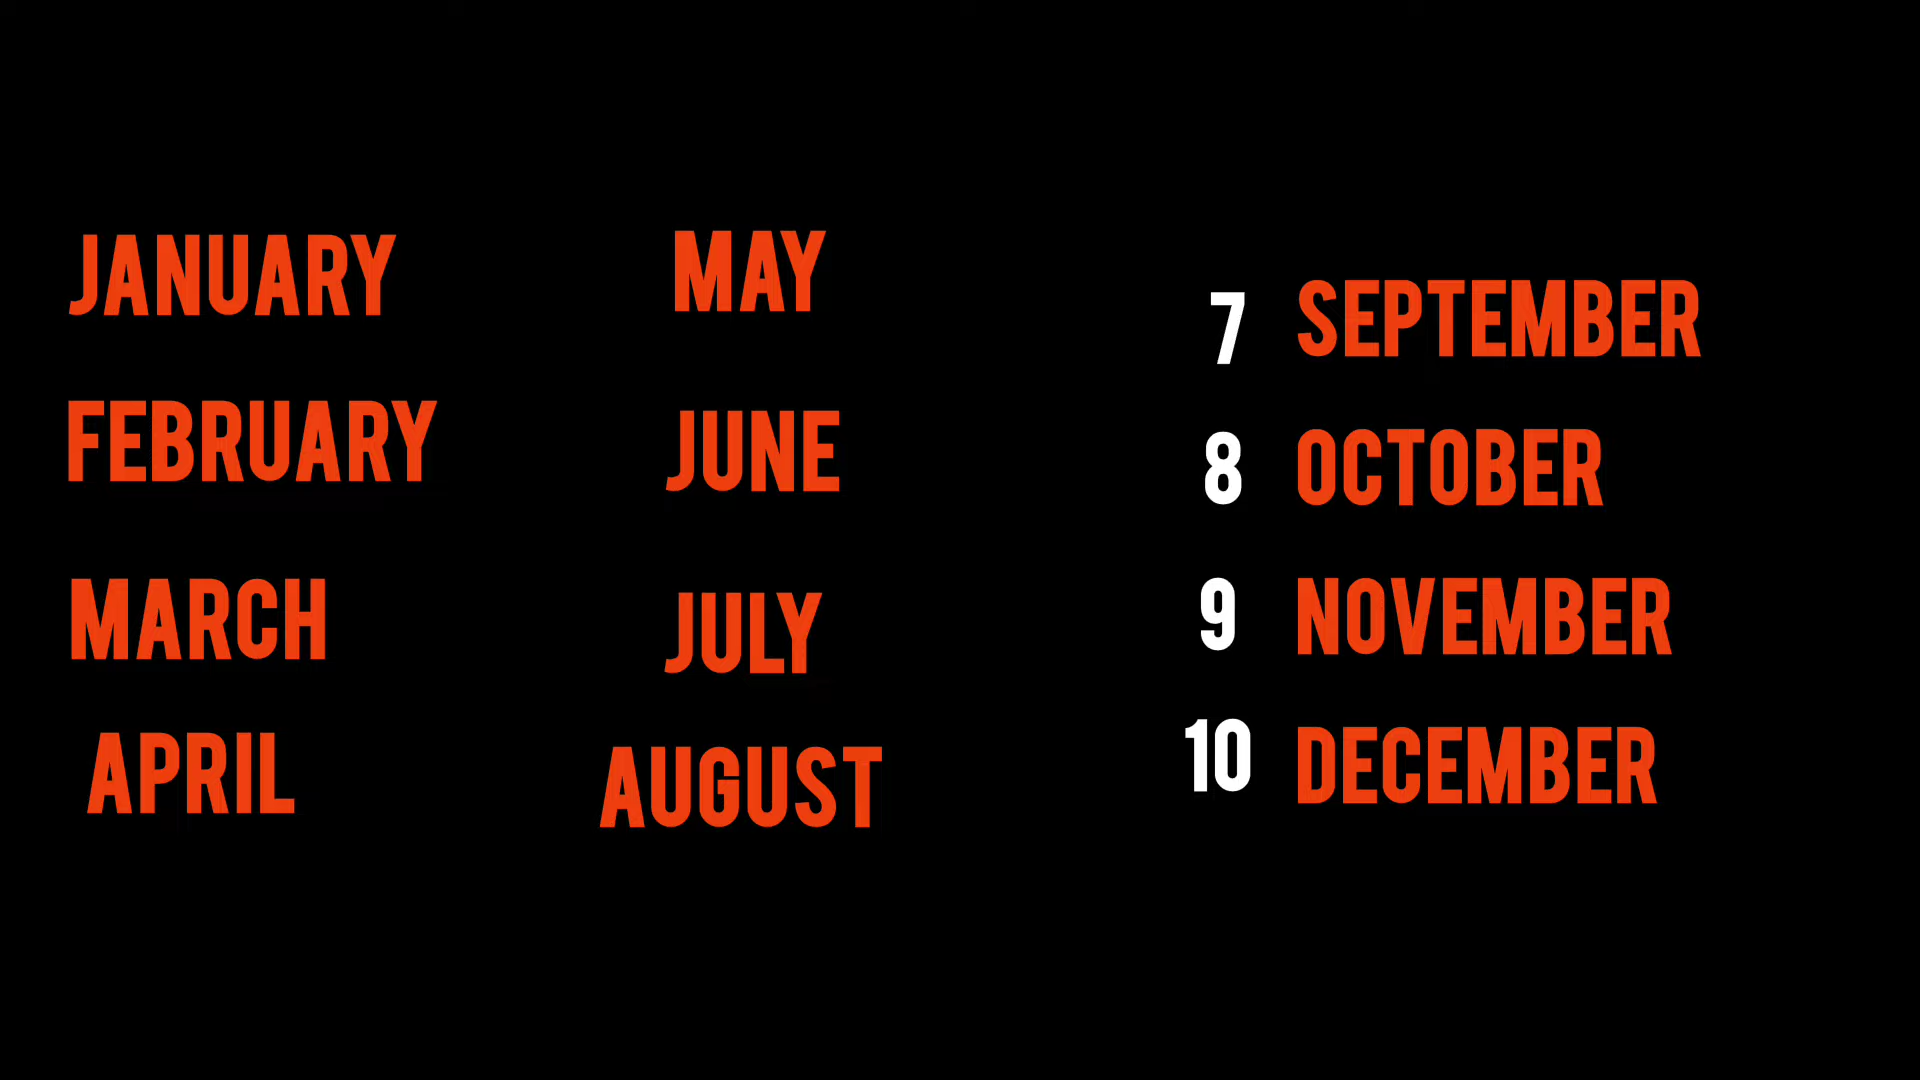 JANUARY
FEBRUARY
MARCH
APRIL
MAY
JUNE
JULY
AUGUST
7 SEPTEMBER
8 OCTOBER
9 NOVEMBER
10 DECEMBER